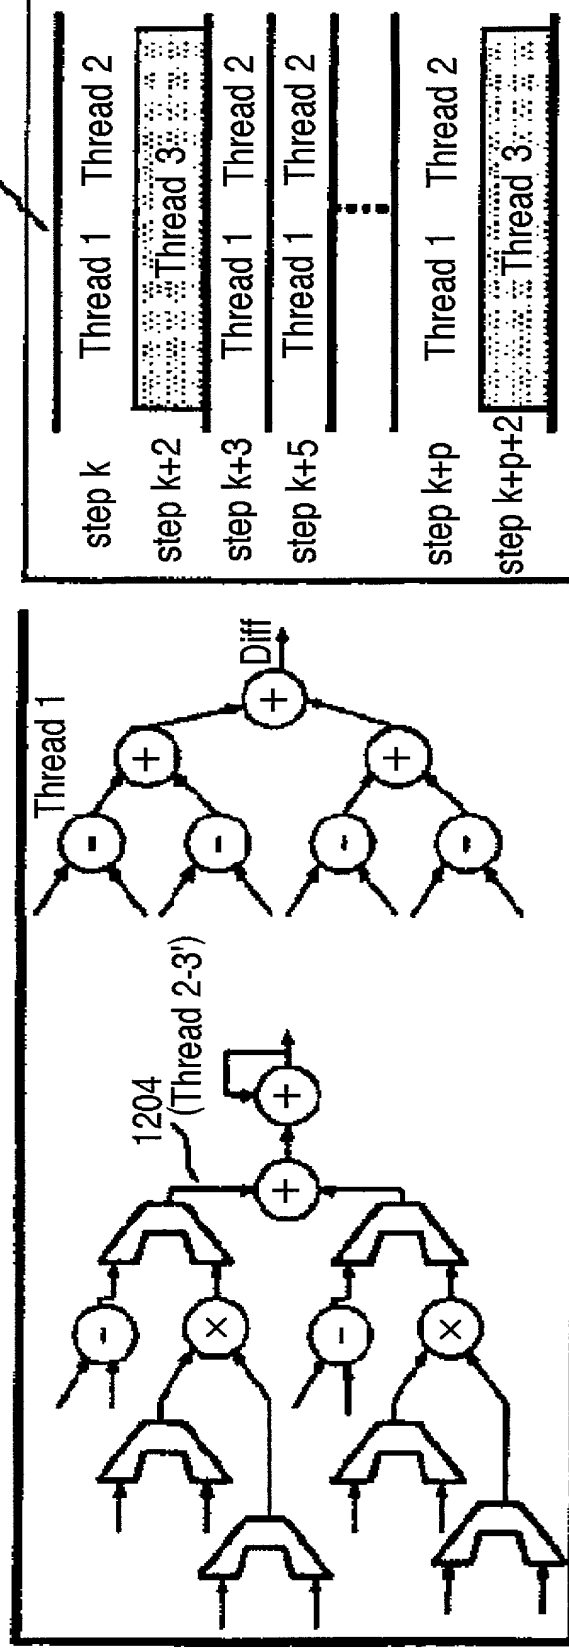 1204
(Thread 2-3')
Thread 1
Diff
step k Thread 1 Thread 2
step k+2 Thread 3
step k+3 Thread 1 Thread 2
step k+5 Thread 1 Thread 2
step k+p Thread 1 Thread 2
step k+p+2 Thread 3
- × - × + +
- - - - + + +